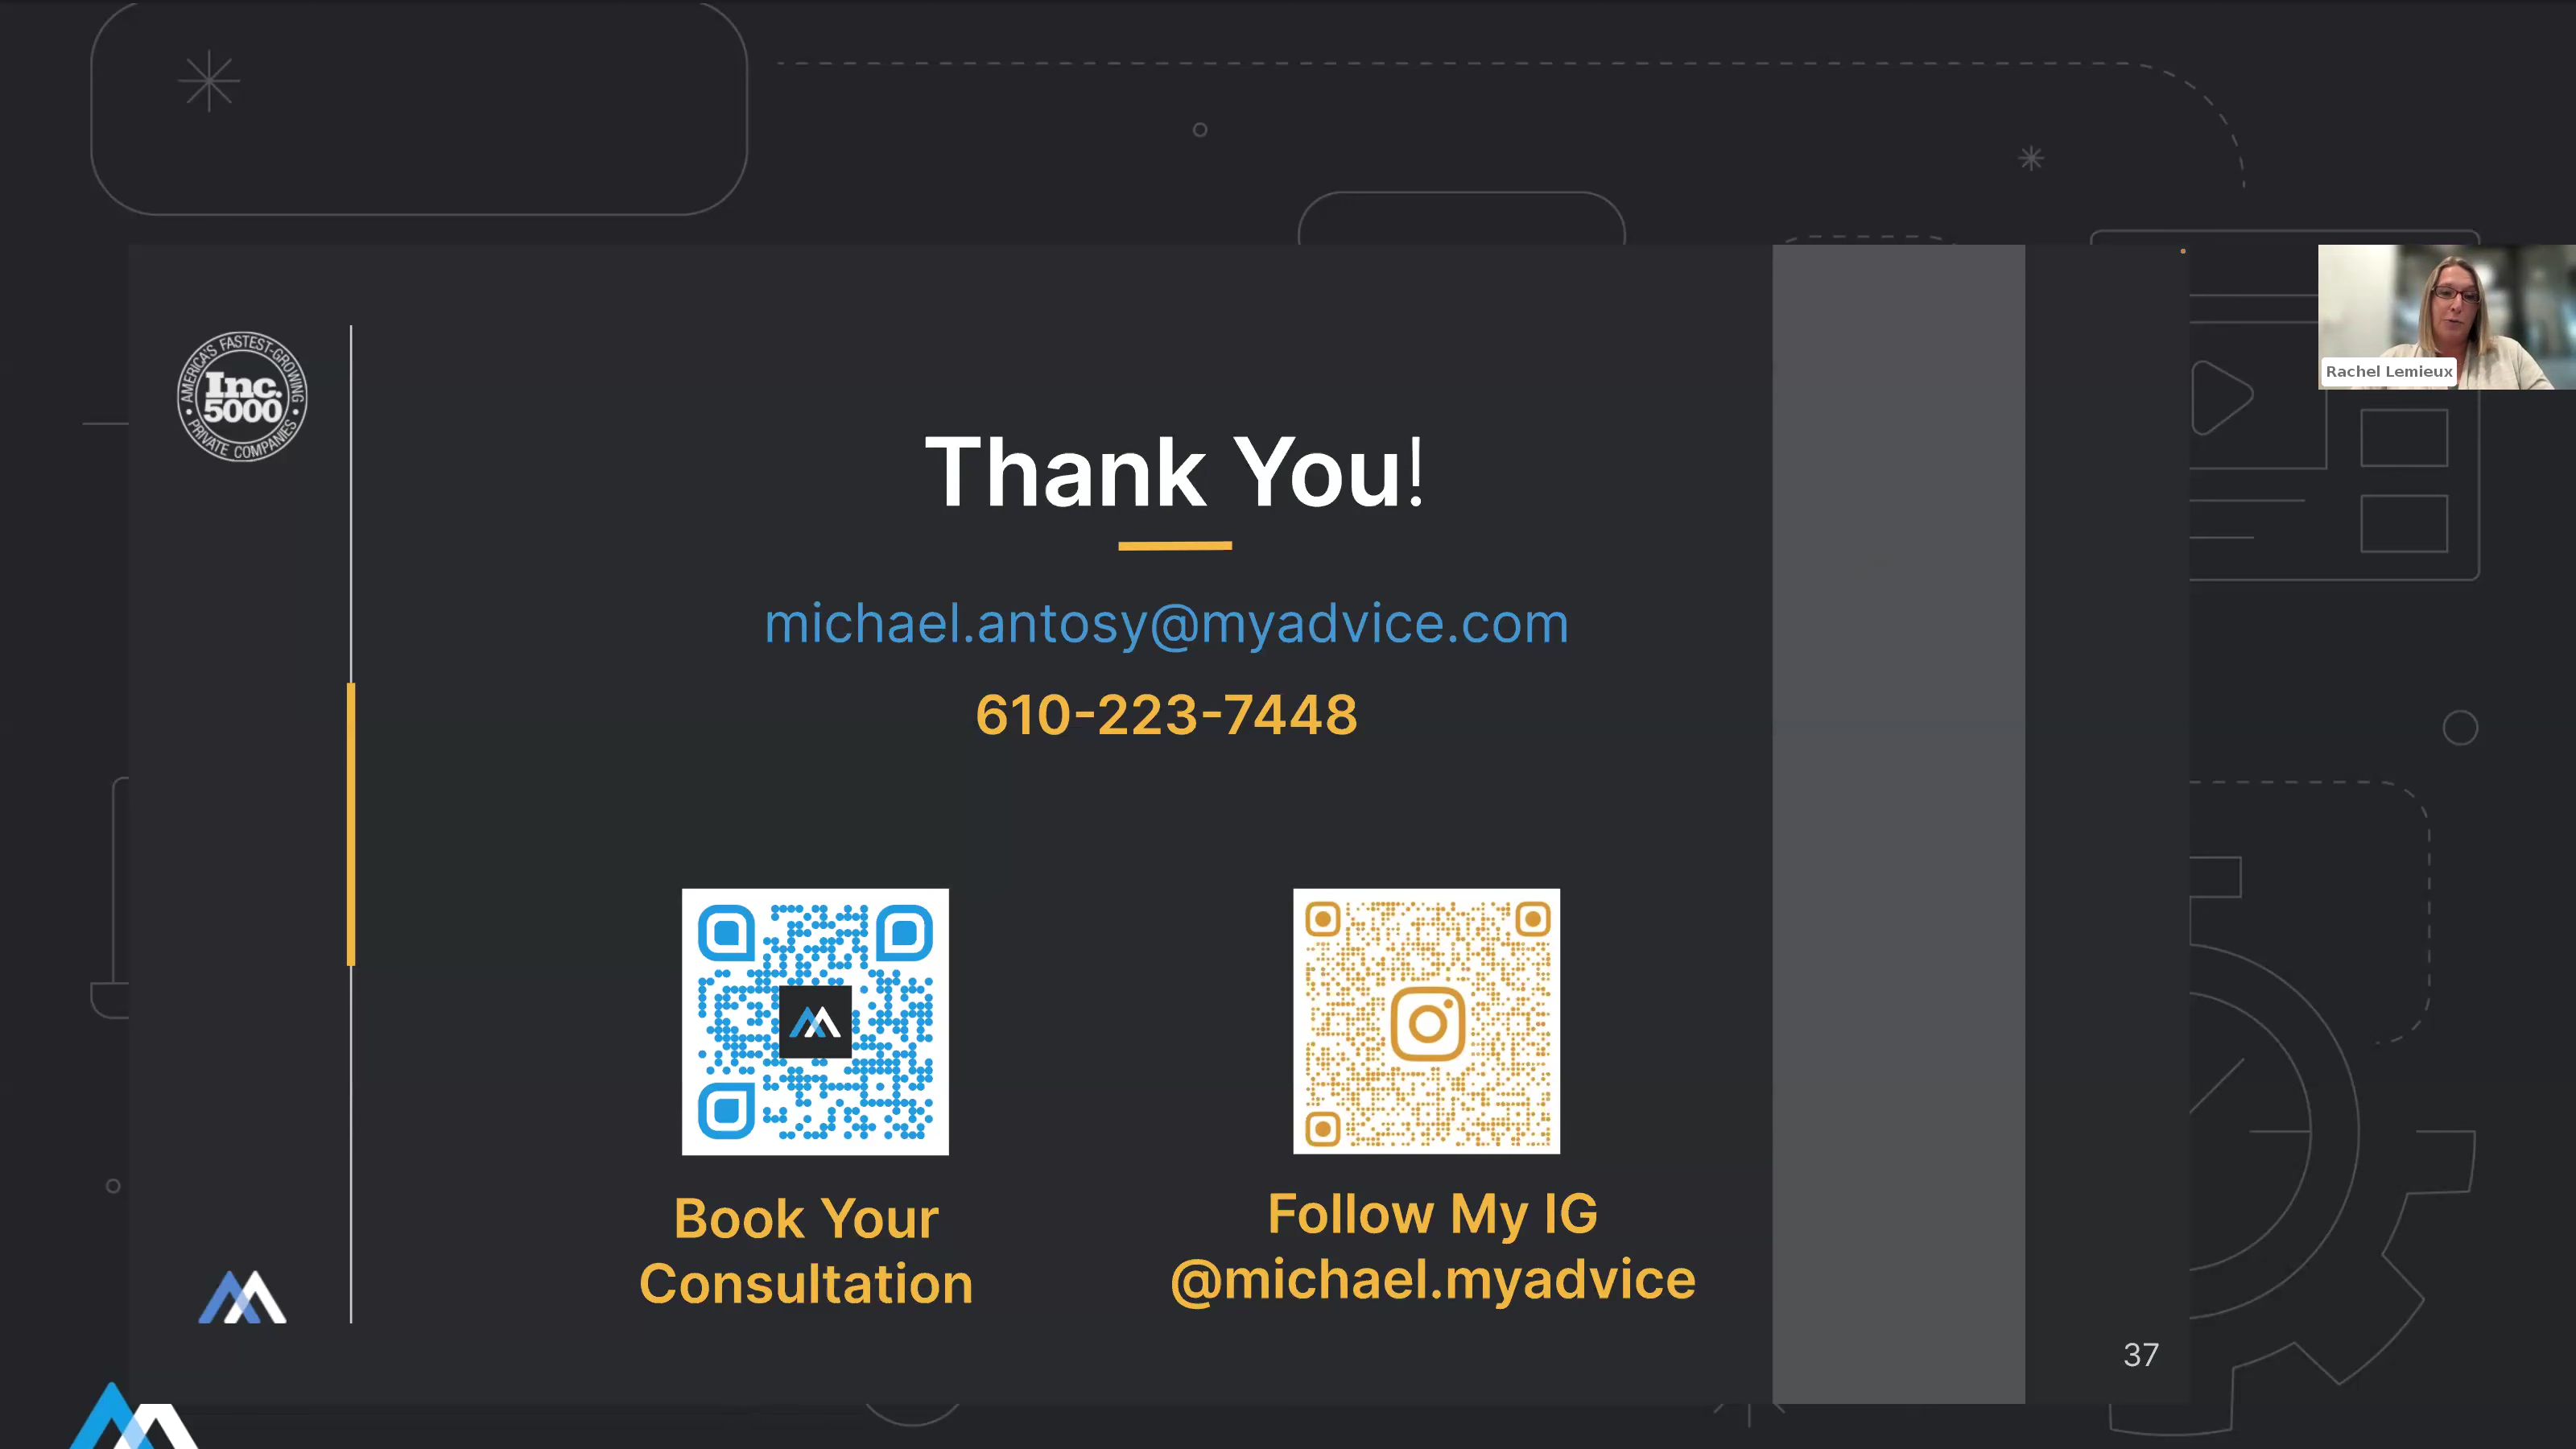 AMERICA'S FASTEST-GROWING
Inc.
5000
PRIVATE COMPANIES
Rachel Lemieux
Thank You!
michael.antosy@myadvice.com
610-223-7448
Book Your
Consultation
Follow My IG
@michael.myadvice
37